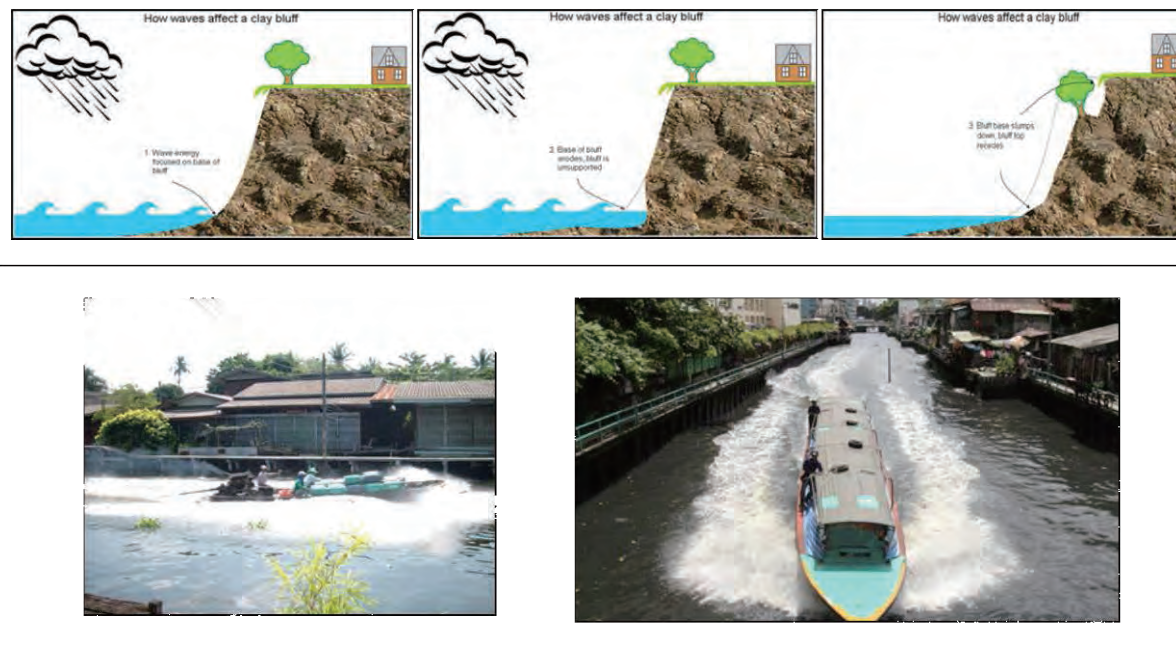 How waves affect a clay bluff
1. Wave energy
focused on base of
bluff
How waves affect a clay bluff
2. Base of bluff
erodes, bluff is
unsupported
How waves affect a clay bluff
3. Bluff base slumps
down, bluff top
recedes